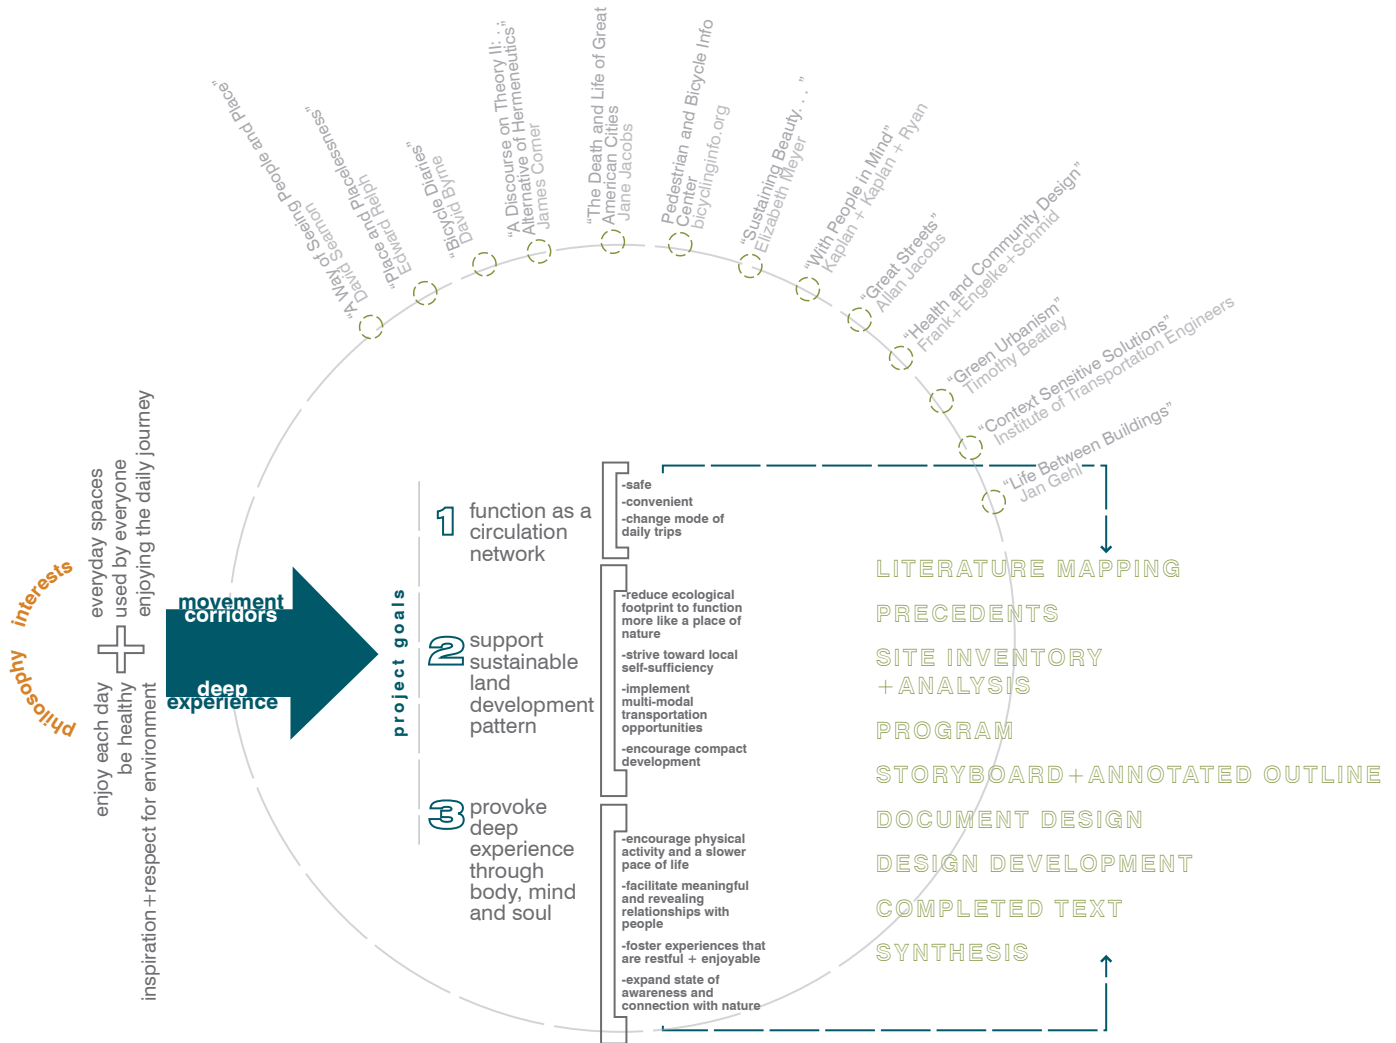 “A Way of Seeing People and Place”
David Seamon
“Place and Placelessness”
Edward Relph
“Bicycle Diaries”
David Byrne
“A Discourse on Theory II: . .;
Alternative of Hermeneutics”
James Corner
“The Death and Life of Great
American Cities
Jane Jacobs
Pedestrian and Bicycle Info
Center
bicyclinginfo.org
“Sustaining Beauty. . . ”
Elizabeth Meyer
“With People in Mind”
Kaplan + Kaplan + Ryan
“Great Streets”
Allan Jacobs
“Health and Community Design”
Frank+Engelke+Schmid
“Green Urbanism”
Timothy Beatley
“Context Sensitive Solutions”
Institute of Transportation Engineers
“Life Between Buildings”
Jan Gehl
interests
philosophy
everyday spaces
used by everyone
enjoying the daily journey
enjoy each day
be healthy
inspiration+respect for environment
movement
corridors
deep
experience
project goals
1
function as a
circulation
network
-safe
-convenient
-change mode of
daily trips
2
support
sustainable
land
development
pattern
-reduce ecological
footprint to function
more like a place of
nature
-strive toward local
self-sufficiency
-implement
multi-modal
transportation
opportunities
-encourage compact
development
3
provoke
deep
experience
through
body, mind
and soul
-encourage physical
activity and a slower
pace of life
-facilitate meaningful
and revealing
relationships with
people
-foster experiences that
are restful + enjoyable
-expand state of
awareness and
connection with nature
LITERATURE MAPPING
PRECEDENTS
SITE INVENTORY
+ANALYSIS
PROGRAM
STORYBOARD+ANNOTATED OUTLINE
DOCUMENT DESIGN
DESIGN DEVELOPMENT
COMPLETED TEXT
SYNTHESIS